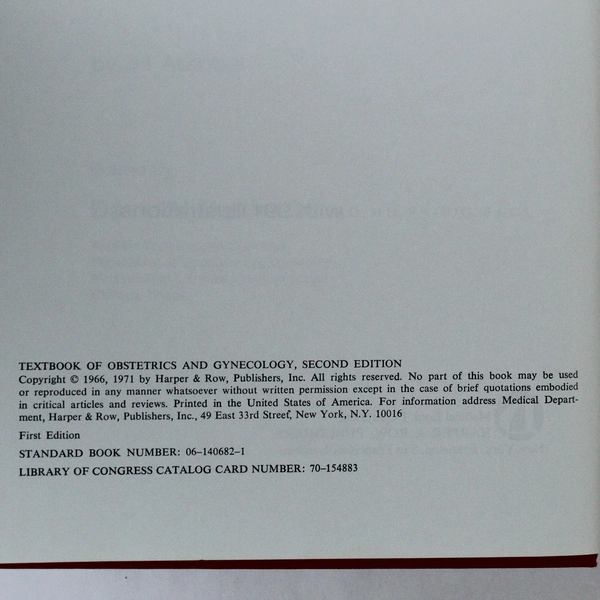 TEXTBOOK OF OBSTETRICS AND GYNECOLOGY, SECOND EDITION
Copyright © 1966, 1971 by Harper & Row, Publishers, Inc. All rights reserved. No part of this book may be used
or reproduced in any manner whatsoever without written permission except in the case of brief quotations embodied
in critical articles and reviews. Printed in the United States of America. For information address Medical Depart-
ment, Harper & Row, Publishers, Inc., 49 East 33rd Street, New York, N.Y. 10016
First Edition
STANDARD BOOK NUMBER: 06–140682–1
LIBRARY OF CONGRESS CATALOG CARD NUMBER: 70–154883